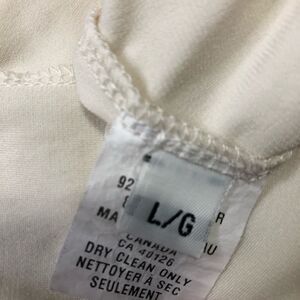 92
L/G
R
MA
U
CANADA
CA 40126
DRY CLEAN ONLY
NETTOYER À SEC
SEULEMENT